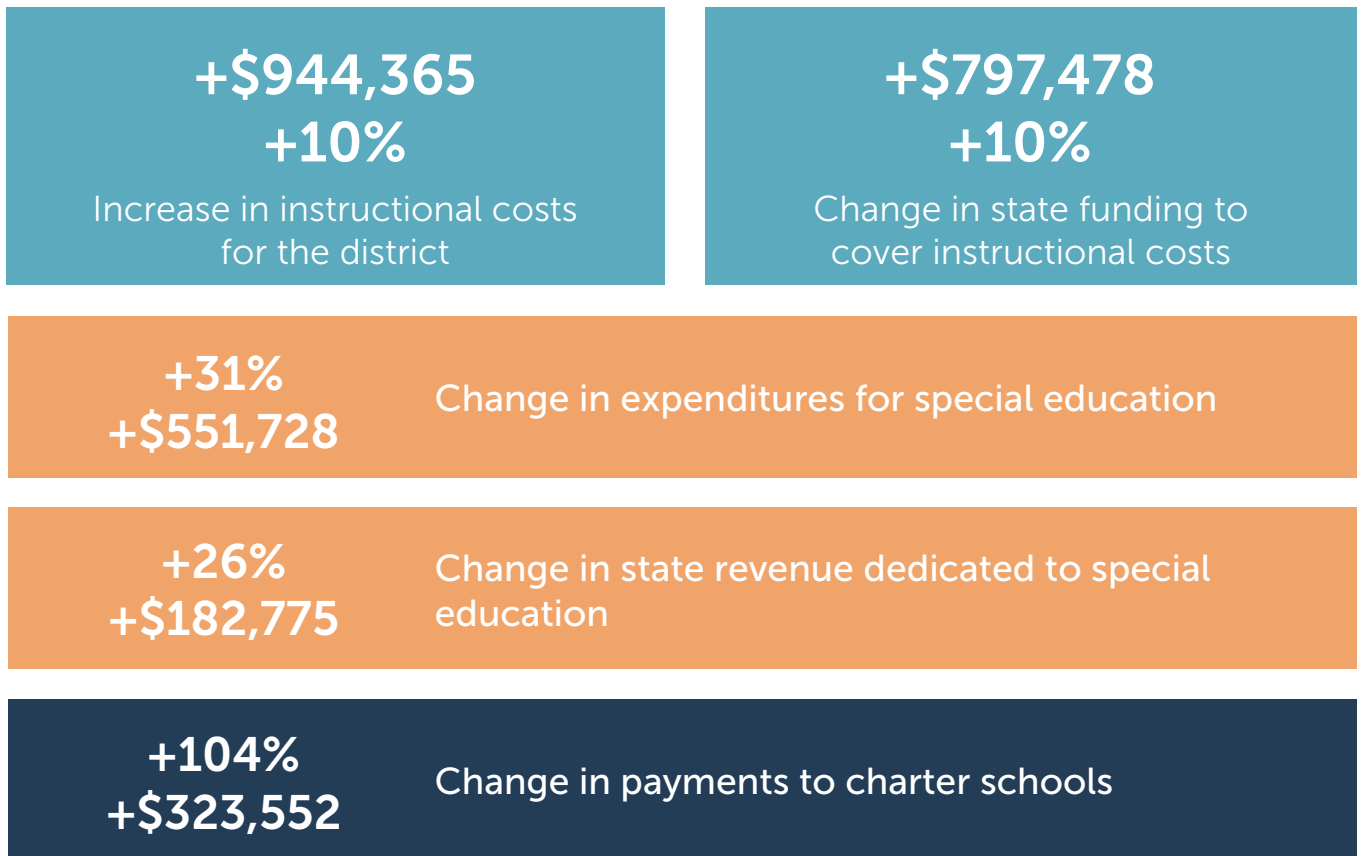 +$944,365
+10%
Increase in instructional costs
for the district
+$797,478
+10%
Change in state funding to
cover instructional costs
+31%
+$551,728
Change in expenditures for special education
+26%
+$182,775
Change in state revenue dedicated to special
education
+104%
+$323,552
Change in payments to charter schools